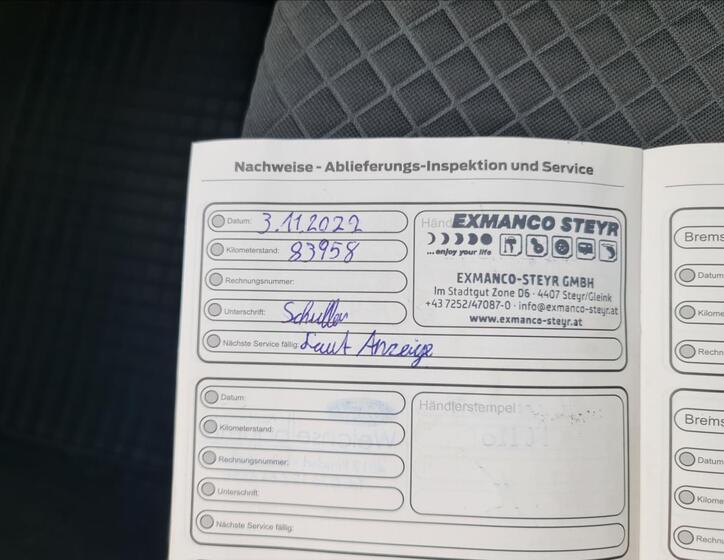 Nachweise - Ablieferungs-Inspektion und Service
Datum: 3.11.2022
Kilometerstand: 83958
Rechnungsnummer:
Unterschrift:
Nächste Service fällig: Laut Anzeige
EXMANCO STEYR
...enjoy your life
EXMANCO-STEYR GMBH
Im Stadtgut Zone D6 · 4407 Steyr/Gleink
+43 7252/47087-0 · info@exmanco-steyr.at
www.exmanco-steyr.at
Datum:
Kilometerstand:
Rechnungsnummer:
Unterschrift:
Nächste Service fällig:
Händlerstempel
Brems
Datum
Kilome
Rechn
Brems
Datum
Kilome
Rechn